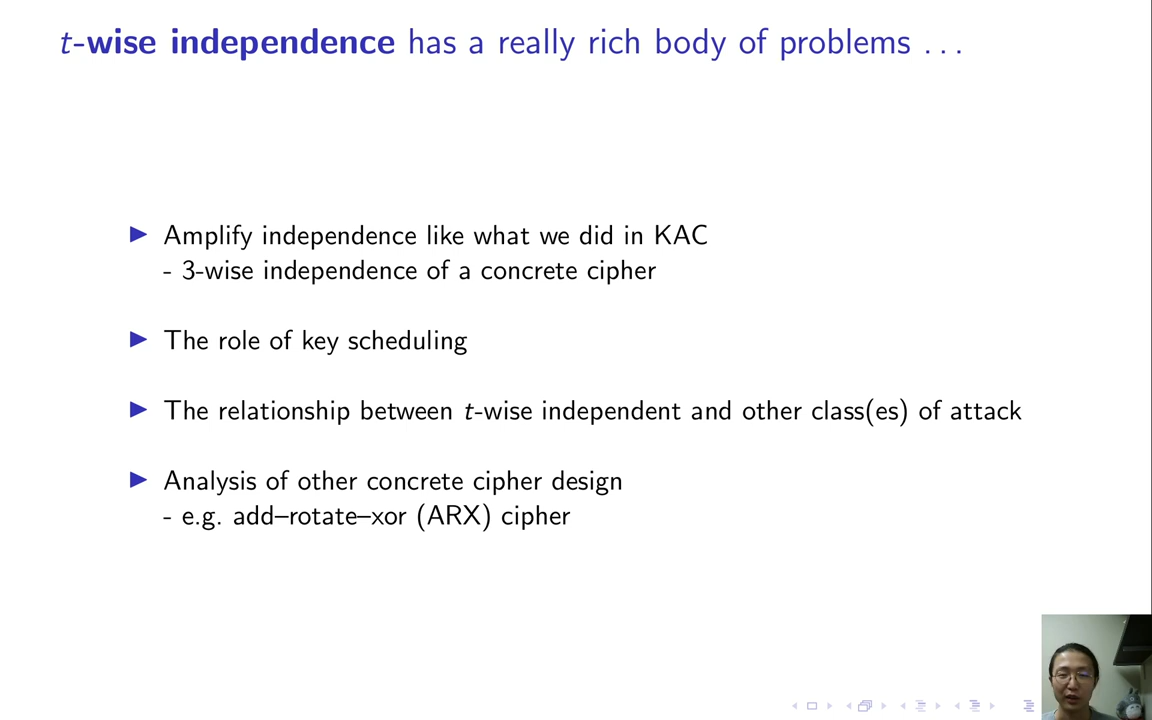 t-wise independence has a really rich body of problems . . .
▶ Amplify independence like what we did in KAC
- 3-wise independence of a concrete cipher
▶ The role of key scheduling
▶ The relationship between t-wise independent and other class(es) of attack
▶ Analysis of other concrete cipher design
- e.g. add–rotate–xor (ARX) cipher